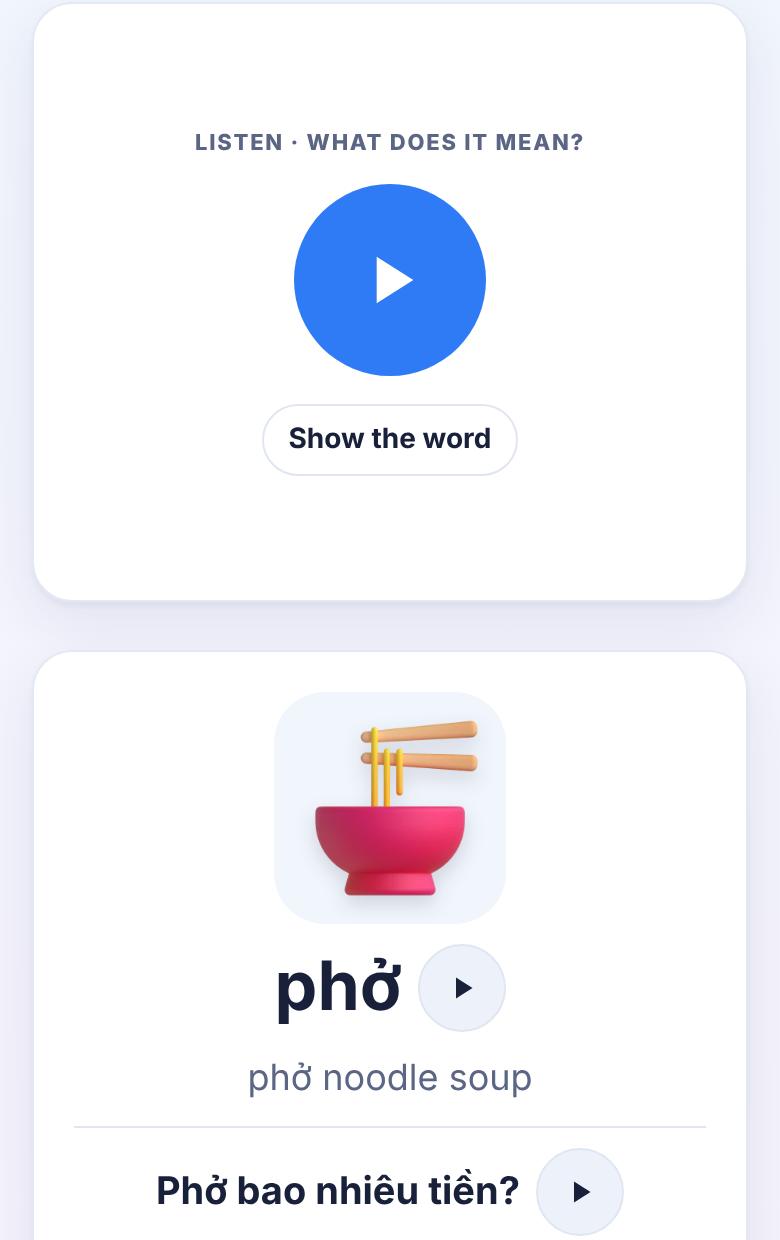 LISTEN · WHAT DOES IT MEAN?
Show the word
phở
phở noodle soup
Phở bao nhiêu tiền?